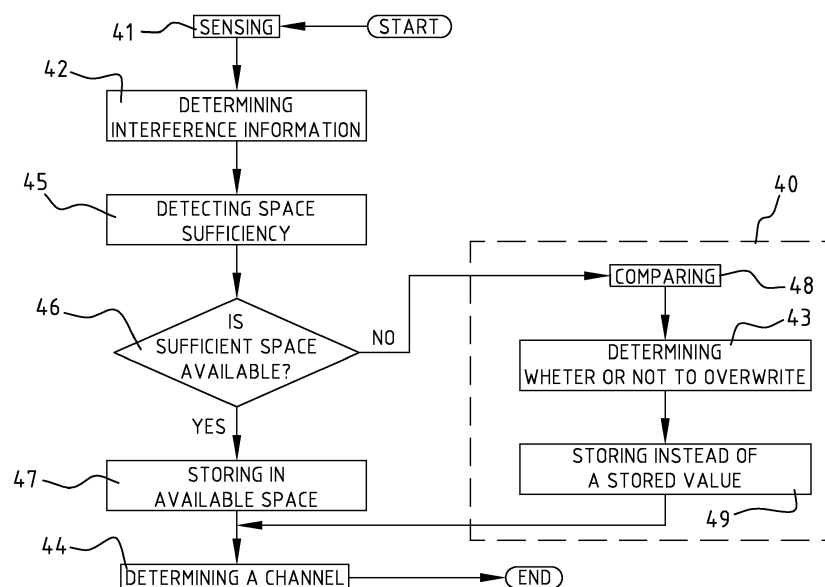 41
SENSING
START
42
DETERMINING
INTERFERENCE INFORMATION
45
DETECTING SPACE
SUFFICIENCY
46
IS
SUFFICIENT SPACE
AVAILABLE?
NO
YES
47
STORING IN
AVAILABLE SPACE
44
DETERMINING A CHANNEL
END
40
COMPARING
48
43
DETERMINING
WHETER OR NOT TO OVERWRITE
STORING INSTEAD OF
A STORED VALUE
49